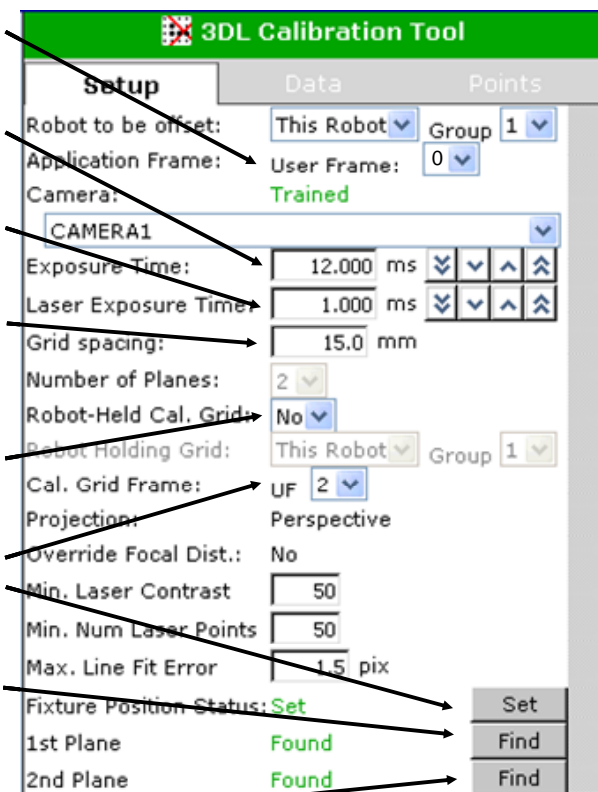 3DL Calibration Tool
Setup Data Points
Robot to be offset: This Robot Group 1
Application Frame: User Frame: 0
Camera: Trained
CAMERA1
Exposure Time: 12.000 ms
Laser Exposure Time: 1.000 ms
Grid spacing: 15.0 mm
Number of Planes: 2
Robot-Held Cal. Grid: No
Robot Holding Grid: This Robot Group 1
Cal. Grid Frame: UF 2
Projection: Perspective
Override Focal Dist.: No
Min. Laser Contrast 50
Min. Num Laser Points 50
Max. Line Fit Error 1.5 pix
Fixture Position Status: Set Set
1st Plane Found Find
2nd Plane Found Find